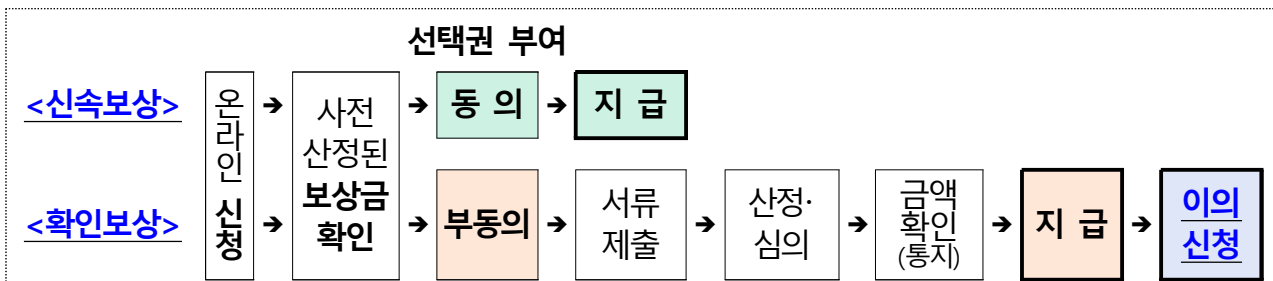 선택권 부여
<신속보상>
온라인 신청
➔
사전
산정된
보상금
확인
➔
동 의
➔
지 급
<확인보상>
➔
➔
부동의
➔
서류
제출
➔
산정·
심의
➔
금액
확인
(통지)
➔
지 급
➔
이의
신청